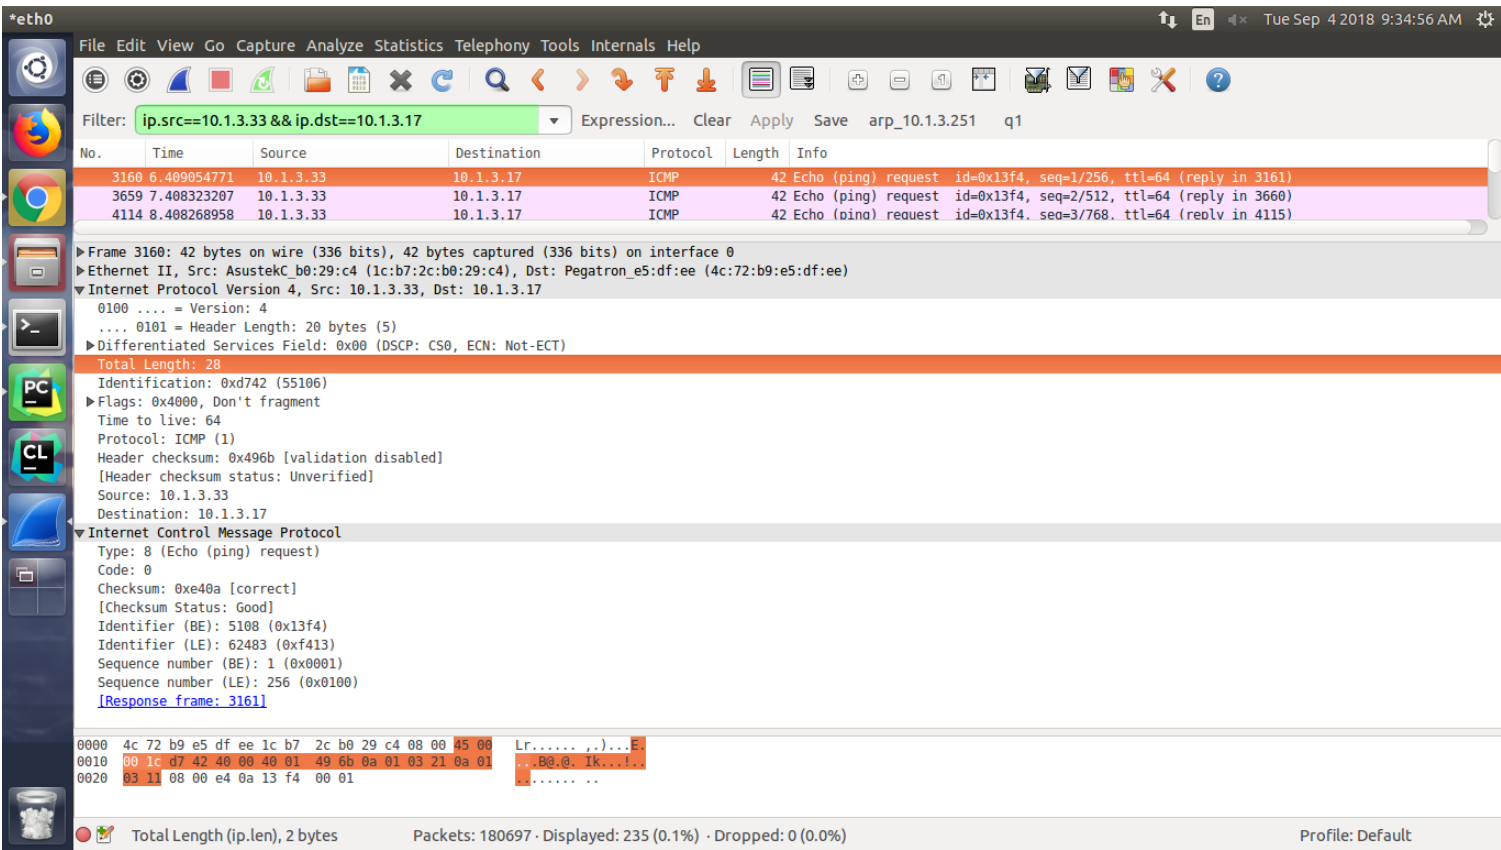 *eth0
En
Tue Sep 4 2018 9:34:56 AM
File Edit View Go Capture Analyze Statistics Telephony Tools Internals Help
Filter: ip.src==10.1.3.33 && ip.dst==10.1.3.17 Expression... Clear Apply Save arp_10.1.3.251 q1
No. Time Source Destination Protocol Length Info
3160 6.409054771 10.1.3.33 10.1.3.17 ICMP 42 Echo (ping) request id=0x13f4, seq=1/256, ttl=64 (reply in 3161)
3659 7.408323207 10.1.3.33 10.1.3.17 ICMP 42 Echo (ping) request id=0x13f4, seq=2/512, ttl=64 (reply in 3660)
4114 8.408268958 10.1.3.33 10.1.3.17 ICMP 42 Echo (ping) request id=0x13f4, seq=3/768, ttl=64 (reply in 4115)
Frame 3160: 42 bytes on wire (336 bits), 42 bytes captured (336 bits) on interface 0
Ethernet II, Src: AsustekC_b0:29:c4 (1c:b7:2c:b0:29:c4), Dst: Pegatron_e5:df:ee (4c:72:b9:e5:df:ee)
Internet Protocol Version 4, Src: 10.1.3.33, Dst: 10.1.3.17
0100 .... = Version: 4
.... 0101 = Header Length: 20 bytes (5)
Differentiated Services Field: 0x00 (DSCP: CS0, ECN: Not-ECT)
Total Length: 28
Identification: 0xd742 (55106)
Flags: 0x4000, Don't fragment
Time to live: 64
Protocol: ICMP (1)
Header checksum: 0x496b [validation disabled]
[Header checksum status: Unverified]
Source: 10.1.3.33
Destination: 10.1.3.17
Internet Control Message Protocol
Type: 8 (Echo (ping) request)
Code: 0
Checksum: 0xe40a [correct]
[Checksum Status: Good]
Identifier (BE): 5108 (0x13f4)
Identifier (LE): 62483 (0xf413)
Sequence number (BE): 1 (0x0001)
Sequence number (LE): 256 (0x0100)
[Response frame: 3161]
0000 4c 72 b9 e5 df ee 1c b7 2c b0 29 c4 08 00 45 00 Lr...... ,.)...E.
0010 00 1c d7 42 40 00 40 01 49 6b 0a 01 03 21 0a 01 ...B@.@. Ik...!..
0020 03 11 08 00 e4 0a 13 f4 00 01 ........ ..
Total Length (ip.len), 2 bytes Packets: 180697 · Displayed: 235 (0.1%) · Dropped: 0 (0.0%) Profile: Default
PC
CL